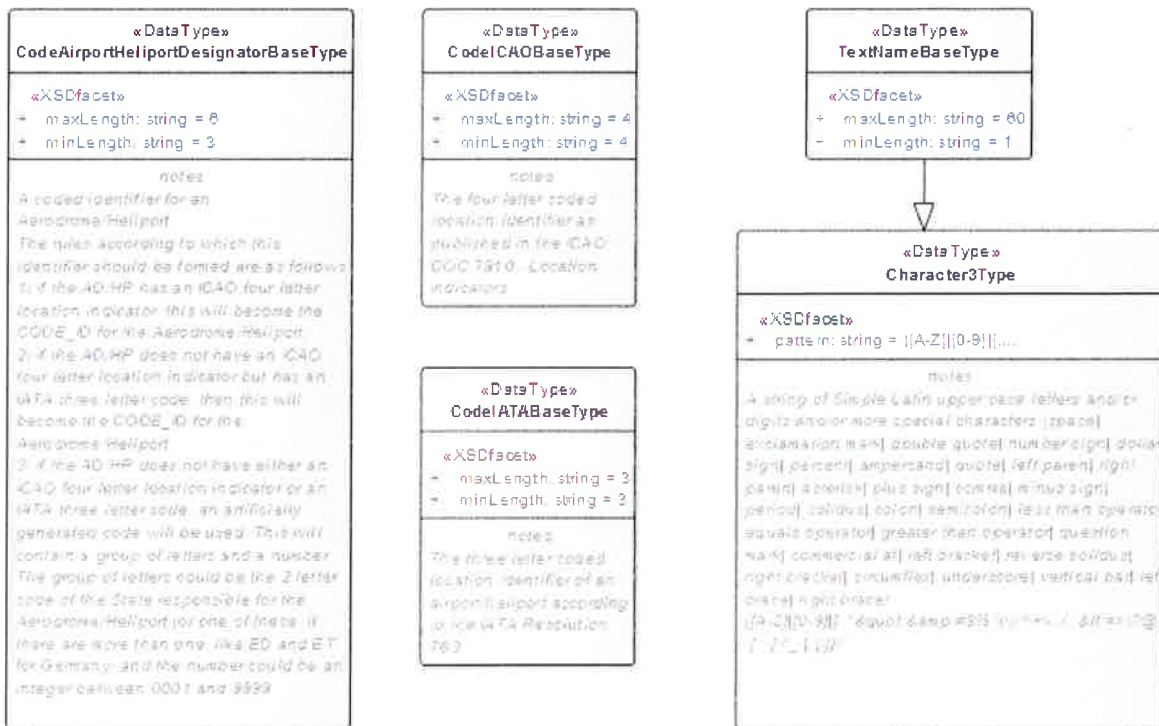 «DataType»
CodeAirportHeliportDesignatorBaseType
«XSDfacet»
+ maxLength: string = 6
+ minLength: string = 3
notes
A coded identifier for an
Aerodrome/Heliport
The rules according to which this
identifier should be formed are as follows
1) if the AD/HP has an ICAO four letter
location indicator, this will become the
CODE_ID for the Aerodrome/Heliport
2) if the AD/HP does not have an ICAO
four letter location indicator but has an
IATA three letter code, then this will
become the CODE_ID for the
Aerodrome/Heliport
3) if the AD/HP does not have either an
ICAO four letter location indicator or an
IATA three letter code, an artificially
generated code will be used. This will
contain a group of letters and a number
The group of letters could be the 2 letter
code of the State responsible for the
Aerodrome/Heliport (or one of these, if
there are more than one, like ED and ET
for Germany) and the number could be an
integer between 0001 and 9999
«DataType»
CodeICAOBaseType
«XSDfacet»
+ maxLength: string = 4
+ minLength: string = 4
notes
The four letter coded
location identifier as
published in the ICAO
DOC 7910 - Location
Indicators
«DataType»
CodeIATABaseType
«XSDfacet»
+ maxLength: string = 3
+ minLength: string = 3
notes
The three letter coded
location identifier of an
airport/heliport according
to the IATA Resolution
763
«DataType»
TextNameBaseType
«XSDfacet»
+ maxLength: string = 60
+ minLength: string = 1
«DataType»
Character3Type
«XSDfacet»
+ pattern: string = ([A-Z]|[0-9]|[....
notes
A string of Simple Latin upper case letters and/or
digits and/or more special characters (space|
exclamation mark| double quote| number sign| dollar
sign| percent| ampercand| quote| left paren| right
paren| asterisk| plus sign| comma| minus sign|
period| solidus| colon| semicolon| less than operator|
equals operator| greater than operator| question
mark| commercial at| left bracket| reverse solidus|
right bracket| circumflex| underscore| vertical bar| left
brace| right brace)